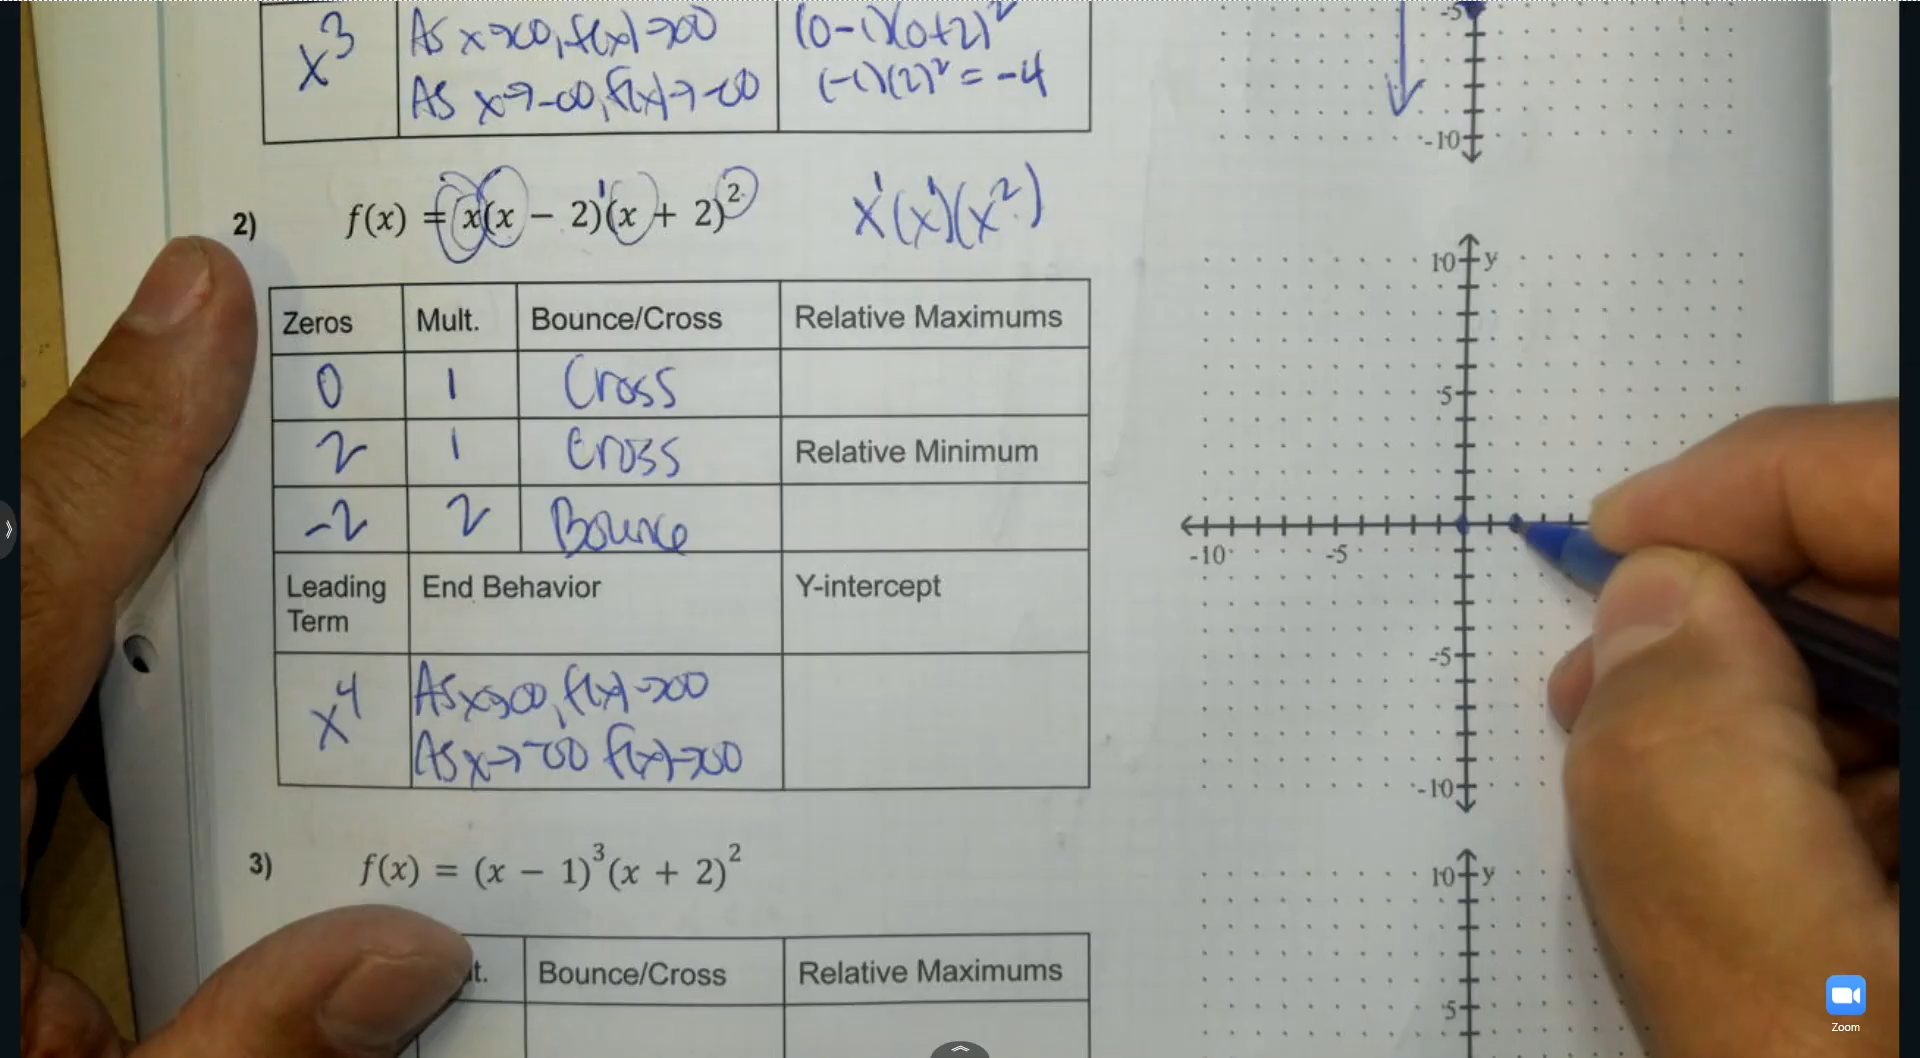 x³ As x→∞, f(x)→∞ (0-1)(0+2)²
As x→-∞, f(x)→-∞ (-1)(2)² = -4
-5
-10
2) f(x) = x(x − 2)¹(x + 2)² x¹(x¹)(x²)
10 y
Zeros Mult. Bounce/Cross Relative Maximums
0 1 Cross
5
2 1 Cross Relative Minimum
-2 2 Bounce
-10 -5
Leading Term End Behavior Y-intercept
-5
x⁴ As x→∞, f(x)→∞
As x→-∞ f(x)→∞
-10
3) f(x) = (x − 1)³(x + 2)²
10 y
t. Bounce/Cross Relative Maximums
5
Zoom